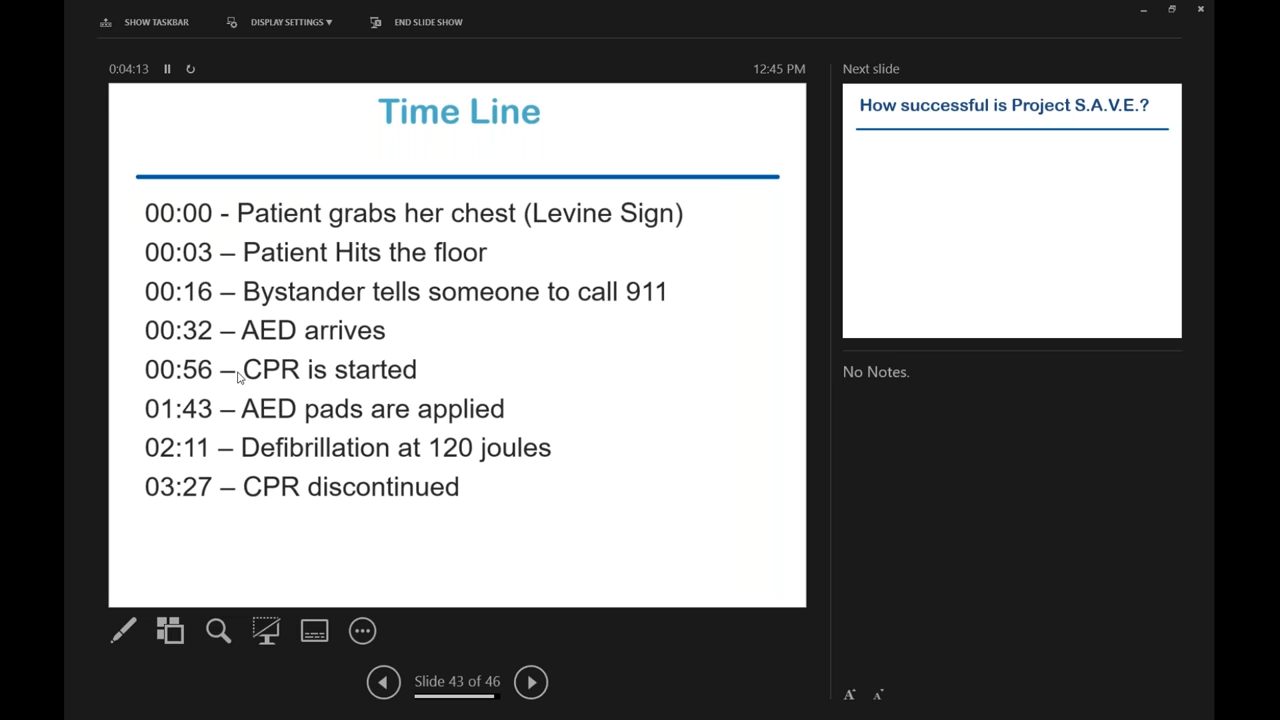 SHOW TASKBAR
DISPLAY SETTINGS ▾
END SLIDE SHOW
0:04:13
12:45 PM
Time Line
00:00 - Patient grabs her chest (Levine Sign)
00:03 – Patient Hits the floor
00:16 – Bystander tells someone to call 911
00:32 – AED arrives
00:56 – CPR is started
01:43 – AED pads are applied
02:11 – Defibrillation at 120 joules
03:27 – CPR discontinued
Slide 43 of 46
Next slide
How successful is Project S.A.V.E.?
No Notes.
A A